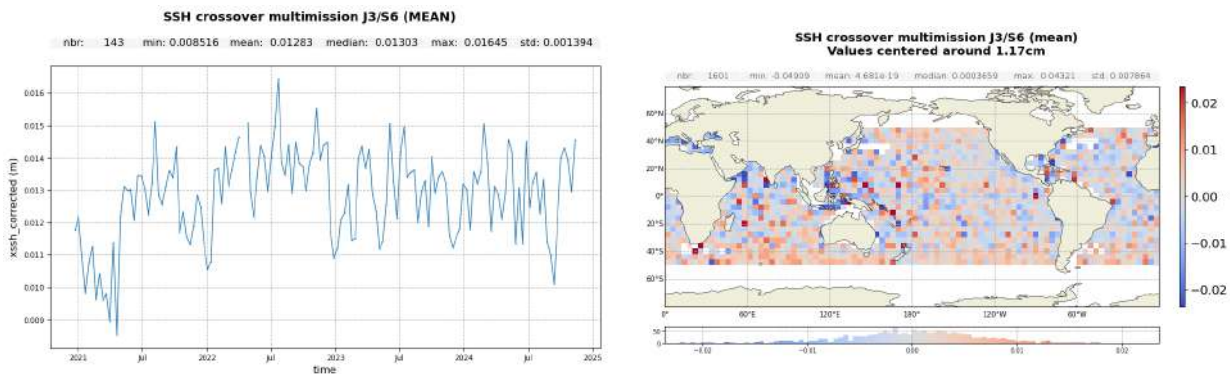 SSH crossover multimission J3/S6 (MEAN)
nbr: 143 min: 0.008516 mean: 0.01283 median: 0.01303 max: 0.01645 std: 0.001394
0.016
0.015
0.014
0.013
0.012
0.011
0.010
0.009
xssh_corrected (m)
2021 Jul 2022 Jul 2023 Jul 2024 Jul 2025
time
SSH crossover multimission J3/S6 (mean)
Values centered around 1.17cm
nbr: 1601 min: -0.04909 mean: 4.681e-19 median: 0.0003659 max: 0.04321 std: 0.007864
60°N
40°N
20°N
0°
20°S
40°S
60°S
0° 60°E 120°E 180° 120°W 60°W
0.02
0.01
0.00
−0.01
−0.02
50
0
−0.02 −0.01 0.00 0.01 0.02